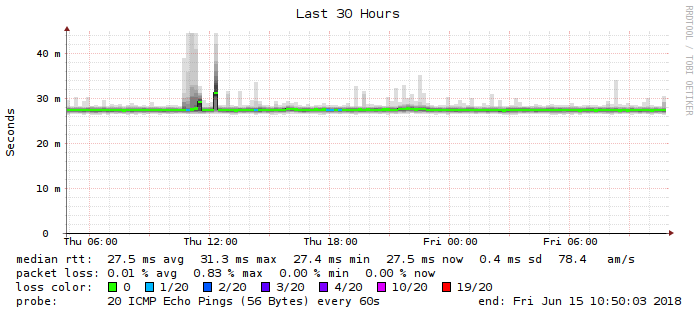 Last 30 Hours
RRDTOOL / TOBI OETIKER
Seconds
40 m
30 m
20 m
10 m
0
Thu 06:00 Thu 12:00 Thu 18:00 Fri 00:00 Fri 06:00
median rtt: 27.5 ms avg 31.3 ms max 27.4 ms min 27.5 ms now 0.4 ms sd 78.4 am/s
packet loss: 0.01 % avg 0.83 % max 0.00 % min 0.00 % now
loss color: 0 1/20 2/20 3/20 4/20 10/20 19/20
probe: 20 ICMP Echo Pings (56 Bytes) every 60s end: Fri Jun 15 10:50:03 2018